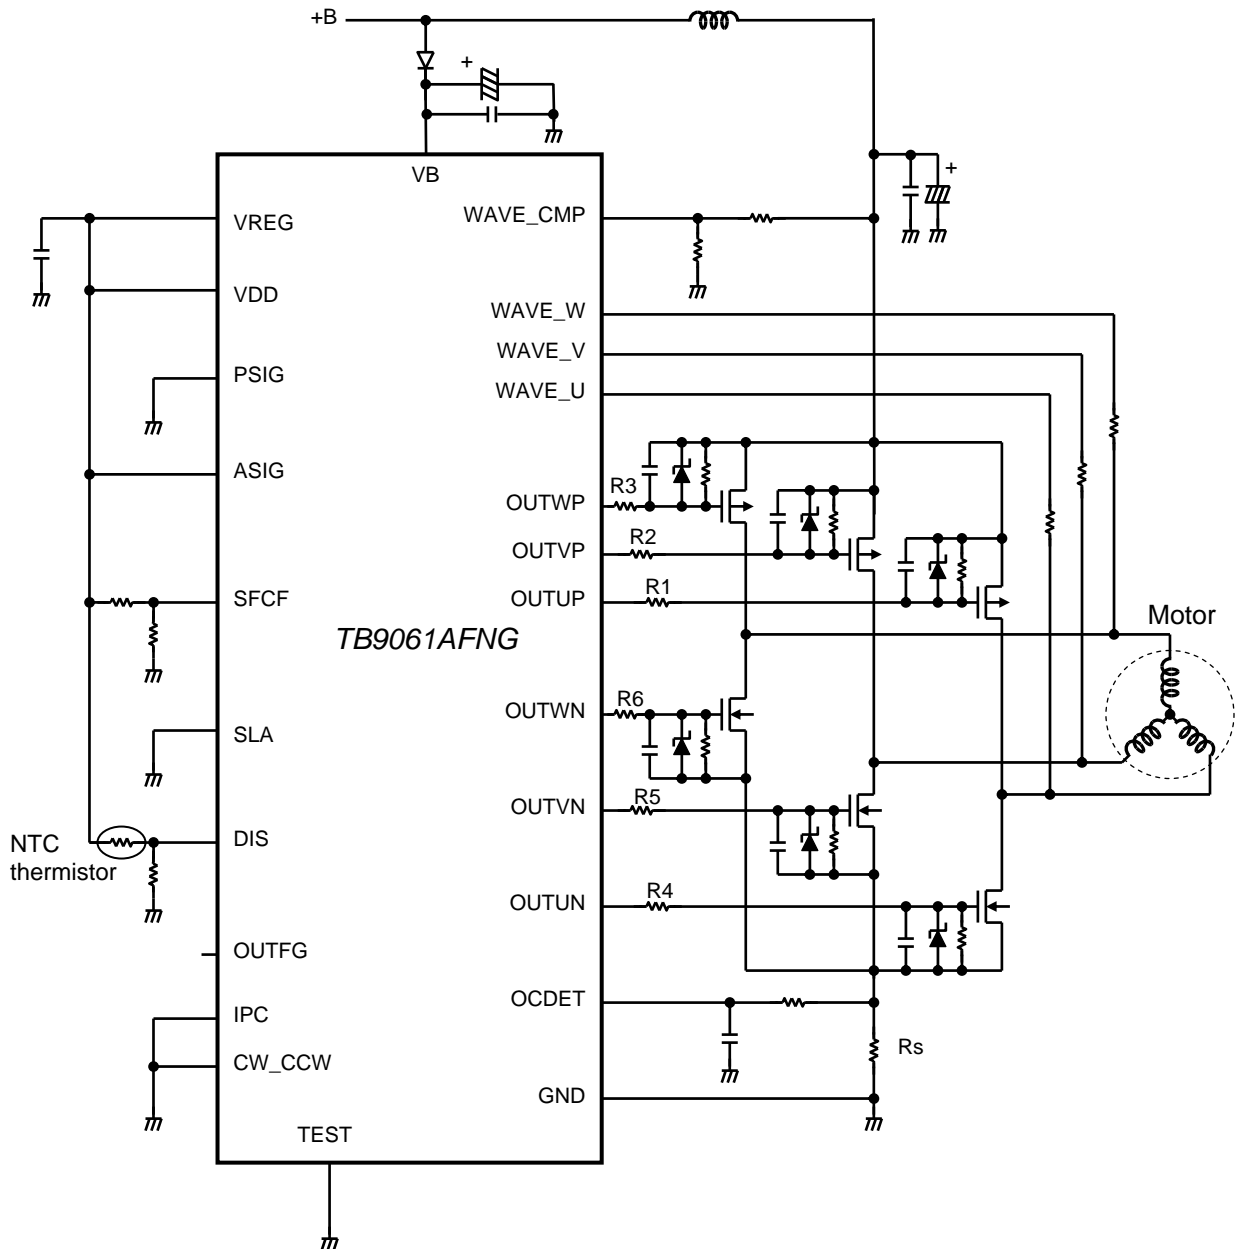 +B
+
VB
+
VREG
WAVE_CMP
VDD
WAVE_W
WAVE_V
PSIG
WAVE_U
ASIG
R3
OUTWP
R2
OUTVP
R1
SFCF
OUTUP
Motor
TB9061AFNG
R6
OUTWN
SLA
R5
OUTVN
NTC
thermistor
DIS
R4
OUTUN
OUTFG
OCDET
IPC
Rs
CW_CCW
GND
TEST